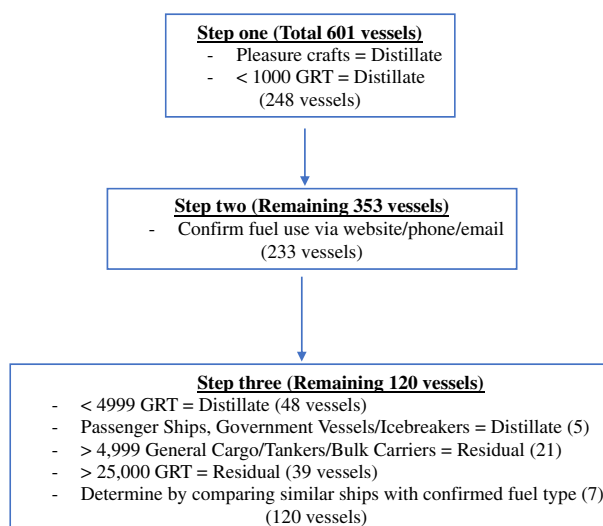 Step one (Total 601 vessels)
- Pleasure crafts = Distillate
- < 1000 GRT = Distillate
(248 vessels)
Step two (Remaining 353 vessels)
- Confirm fuel use via website/phone/email
(233 vessels)
Step three (Remaining 120 vessels)
- < 4999 GRT = Distillate (48 vessels)
- Passenger Ships, Government Vessels/Icebreakers = Distillate (5)
- > 4,999 General Cargo/Tankers/Bulk Carriers = Residual (21)
- > 25,000 GRT = Residual (39 vessels)
- Determine by comparing similar ships with confirmed fuel type (7)
(120 vessels)